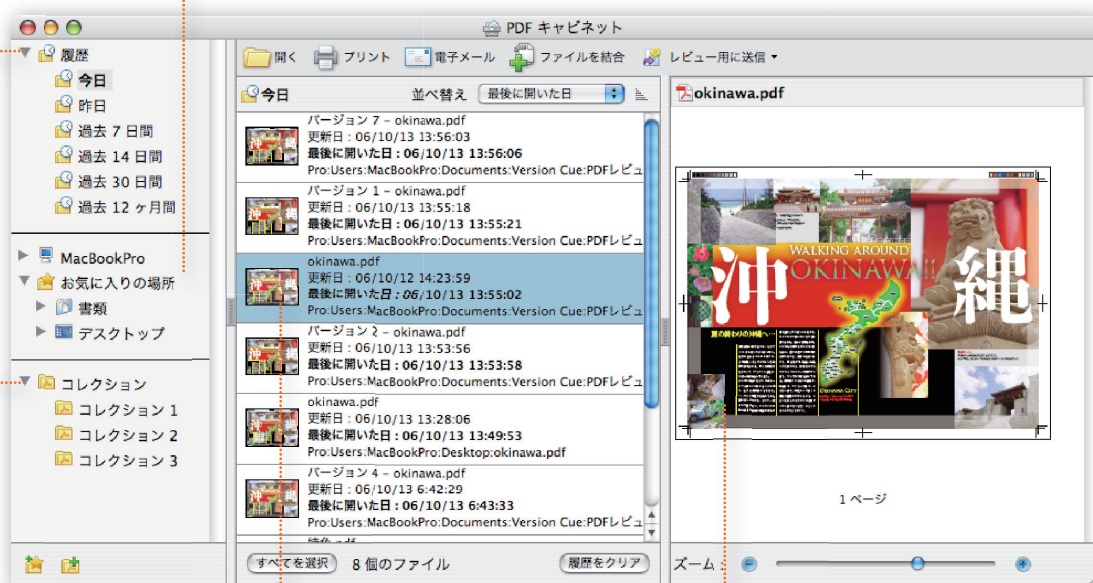 PDF キャビネット
履歴
今日
昨日
過去 7 日間
過去 14 日間
過去 30 日間
過去 12 ヶ月間
MacBookPro
お気に入りの場所
書類
デスクトップ
コレクション
コレクション 1
コレクション 2
コレクション 3
開く プリント 電子メール ファイルを結合 レビュー用に送信
今日 並べ替え 最後に開いた日
バージョン 7 – okinawa.pdf
更新日 : 06/10/13 13:56:03
最後に開いた日 : 06/10/13 13:56:06
Pro:Users:MacBookPro:Documents:Version Cue:PDFレビュ
バージョン 1 – okinawa.pdf
更新日 : 06/10/13 13:55:18
最後に開いた日 : 06/10/13 13:55:21
Pro:Users:MacBookPro:Documents:Version Cue:PDFレビュ
okinawa.pdf
更新日 : 06/10/12 14:23:59
最後に開いた日 : 06/10/13 13:55:02
Pro:Users:MacBookPro:Documents:Version Cue:PDFレビュ
バージョン 2 – okinawa.pdf
更新日 : 06/10/13 13:53:56
最後に開いた日 : 06/10/13 13:53:58
Pro:Users:MacBookPro:Documents:Version Cue:PDFレビュ
okinawa.pdf
更新日 : 06/10/13 13:28:06
最後に開いた日 : 06/10/13 13:49:53
Pro:Users:MacBookPro:Desktop:okinawa.pdf
バージョン 4 – okinawa.pdf
更新日 : 06/10/13 6:42:29
最後に開いた日 : 06/10/13 6:43:33
Pro:Users:MacBookPro:Documents:Version Cue:PDFレビュ
すべてを選択 8 個のファイル 履歴をクリア
okinawa.pdf
WALKING AROUND
OKINAWA!!
沖 縄
夏の終わりの沖縄へ…
OKINAWA CITY
1 ページ
ズーム :